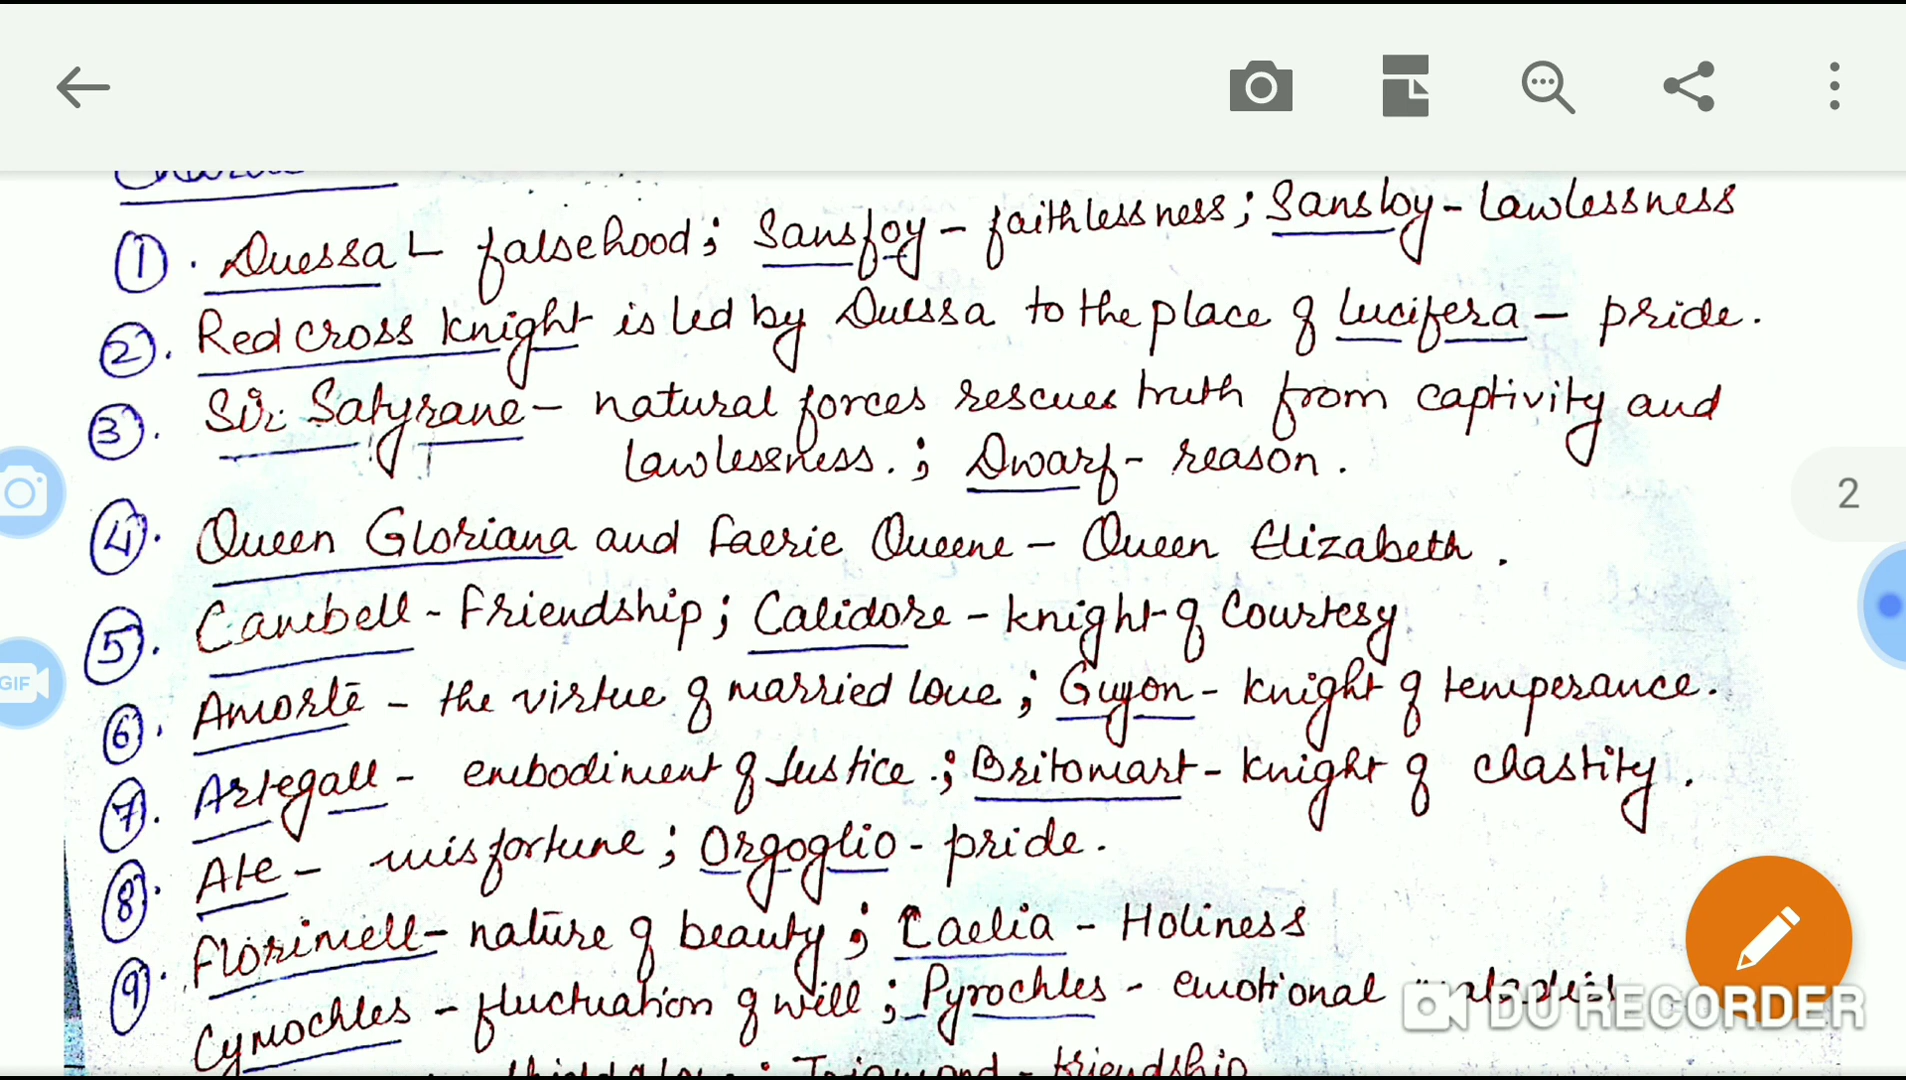 ①. Duessa - falsehood; Sansfoy - faithlessness; Sansloy - Lawlessness
②. Red cross knight is led by Duessa to the place of Lucifera - pride.
③. Sir Satyrane - natural forces rescues truth from captivity and
lawlessness.; Dwarf - reason.
④. Queen Gloriana and Faerie Queene - Queen Elizabeth.
⑤. Cambell - Friendship; Calidore - knight of Courtesy
⑥. Amorte - the virtue of married love; Guyon - knight of temperance.
⑦. Artegall - embodiment of Justice.; Britomart - knight of chastity.
⑧. Ate - misfortune; Orgoglio - pride.
⑨. Florimell - nature of beauty; Caelia - Holiness
Cymochles - fluctuation of will; Pyrochles - emotional
Triamond - friendship
2
GIF
DU RECORDER